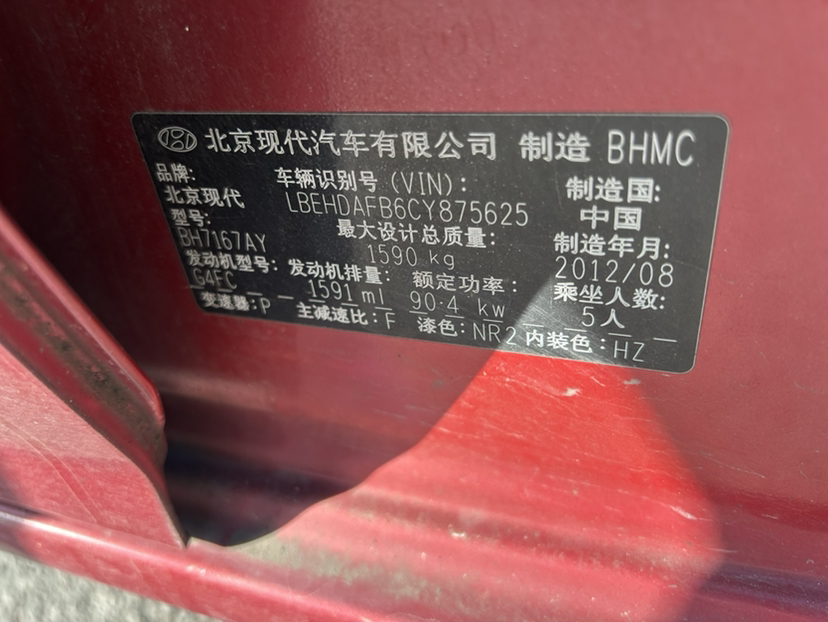 北京现代汽车有限公司 制造 BHMC
品牌: 车辆识别号 (VIN): 制造国:
北京现代 LBEHDAFB6CY875625 中国
型号: 最大设计总质量: 制造年月:
BH7167AY 1590 kg 2012/08
发动机型号: 发动机排量: 额定功率: 乘坐人数:
G4FC 1591 ml 90.4 kw 5人
变速器:P 主减速比:F 漆色:NR2 内装色:HZ